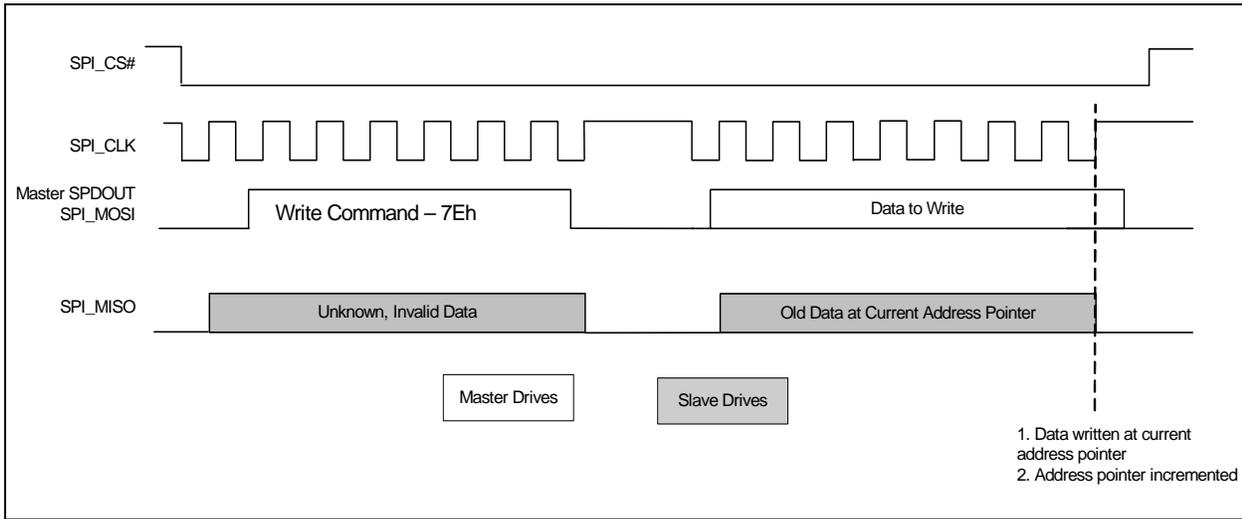 SPI_CS#
SPI_CLK
Master SPDOUT
SPI_MOSI
Write Command – 7Eh
Data to Write
SPI_MISO
Unknown, Invalid Data
Old Data at Current Address Pointer
Master Drives
Slave Drives
1. Data written at current
address pointer
2. Address pointer incremented